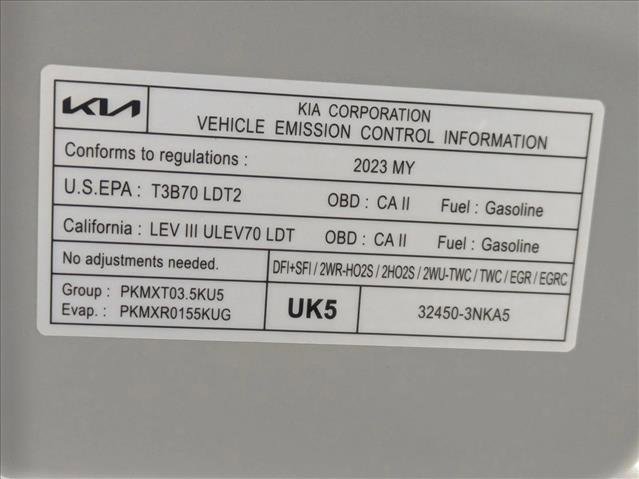 KIA
KIA CORPORATION
VEHICLE EMISSION CONTROL INFORMATION
Conforms to regulations : 2023 MY
U.S.EPA : T3B70 LDT2 OBD : CA II Fuel : Gasoline
California : LEV III ULEV70 LDT OBD : CA II Fuel : Gasoline
No adjustments needed. DFI+SFI / 2WR-HO2S / 2HO2S / 2WU-TWC / TWC / EGR / EGRC
Group : PKMXT03.5KU5
Evap. : PKMXR0155KUG
UK5
32450-3NKA5